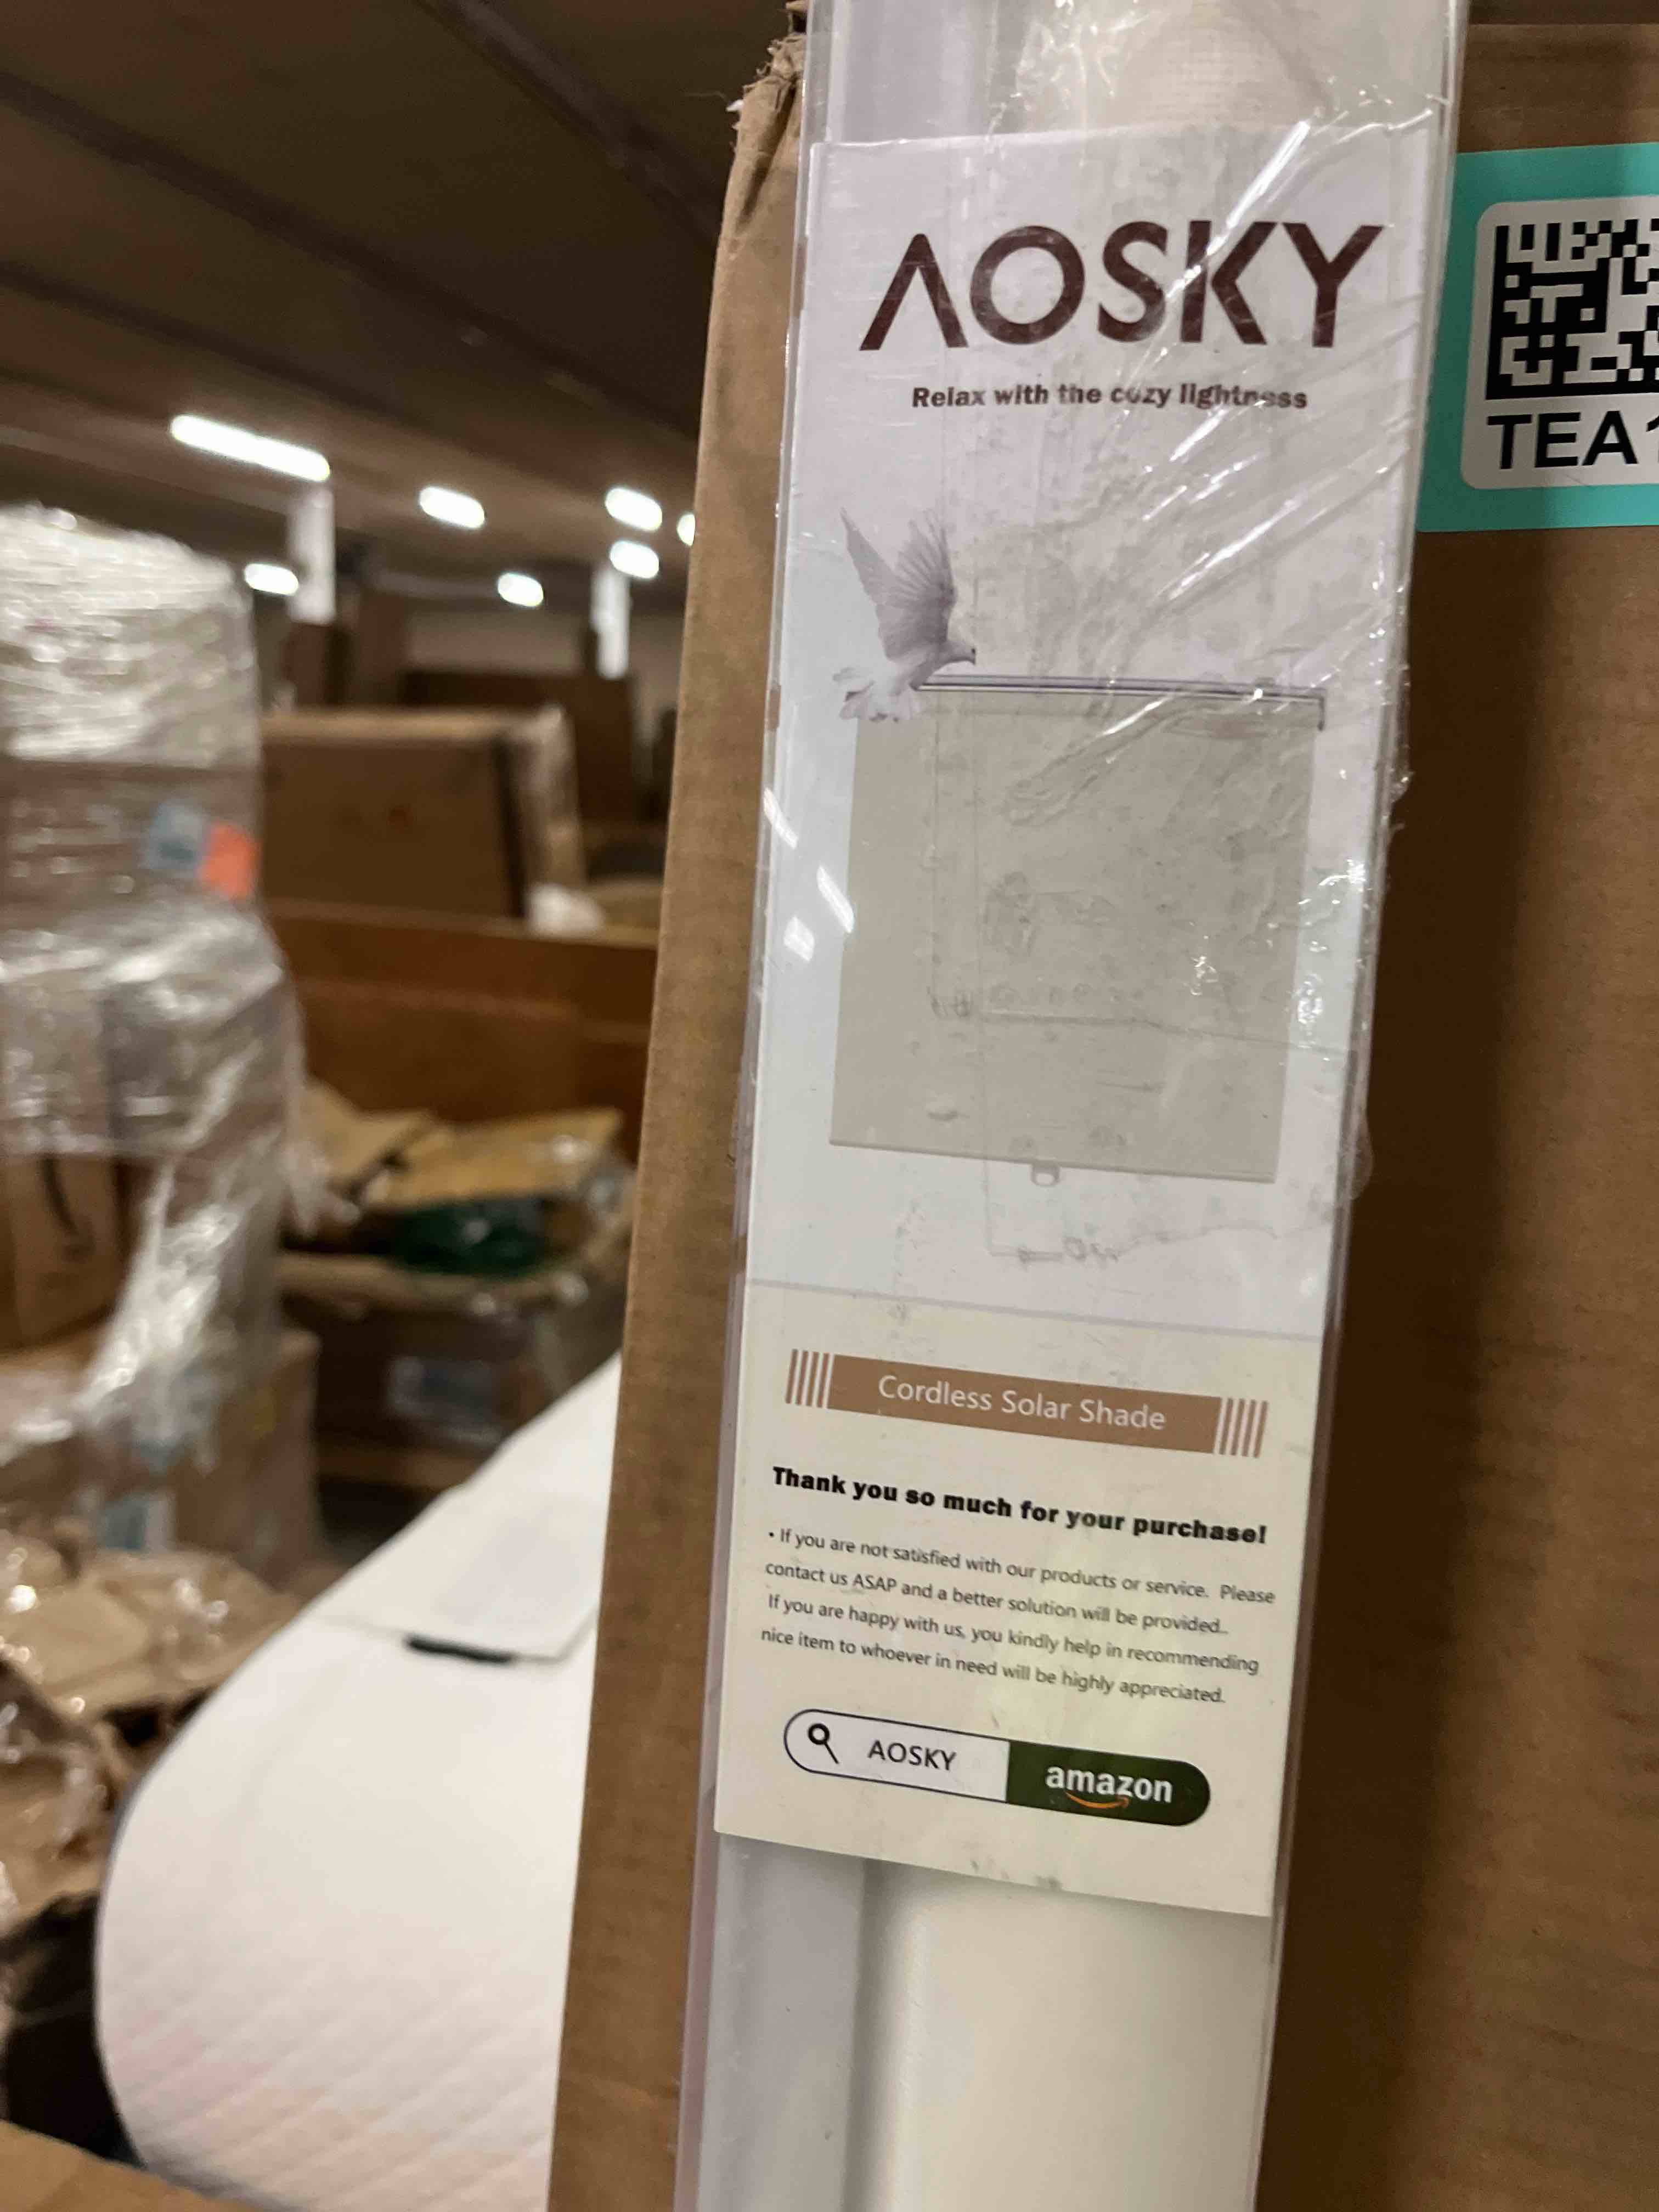 AOSKY
Relax with the cozy lightness
TEA
Cordless Solar Shade
Thank you so much for your purchase!
• If you are not satisfied with our products or service. Please
contact us ASAP and a better solution will be provided..
If you are happy with us, you kindly help in recommending
nice item to whoever in need will be highly appreciated.
AOSKY amazon